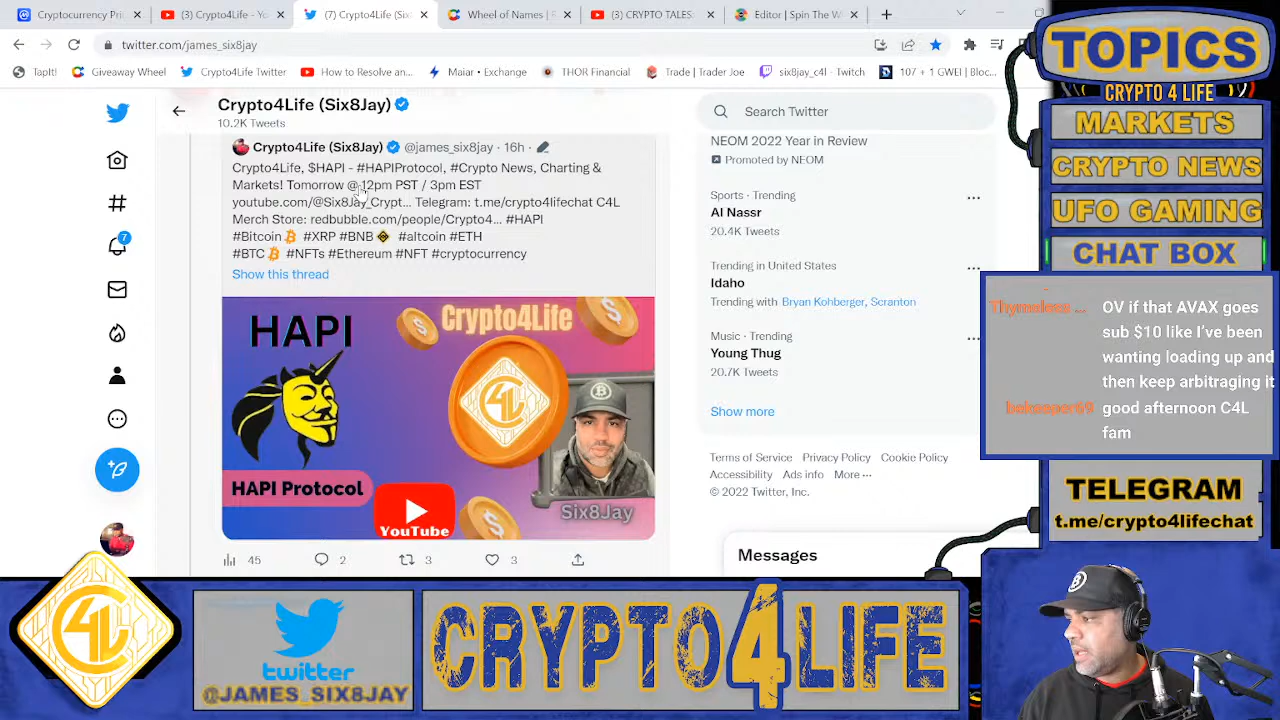 Cryptocurrency Pri
(3) Crypto4Life - Yo
(7) Crypto4Life (Six
Wheel of Names | R
(3) CRYPTO TALES
Editor | Spin The W
twitter.com/james_six8jay
TapIt!
Giveaway Wheel
Crypto4Life Twitter
How to Resolve an...
Maiar • Exchange
THOR Financial
Trade | Trader Joe
six8jay_c4l - Twitch
107 + 1 GWEI | Bloc...
Crypto4Life (Six8Jay)
10.2K Tweets
Search Twitter
Crypto4Life (Six8Jay) @james_six8jay · 16h ·
Crypto4Life, $HAPI - #HAPIProtocol, #Crypto News, Charting &
Markets! Tomorrow @ 12pm PST / 3pm EST
youtube.com/@Six8Jay_Crypt... Telegram: t.me/crypto4lifechat C4L
Merch Store: redbubble.com/people/Crypto4... #HAPI
#Bitcoin #XRP #BNB #altcoin #ETH
#BTC #NFTs #Ethereum #NFT #cryptocurrency
Show this thread
HAPI
Crypto4Life
C4L
HAPI Protocol
YouTube
Six8Jay
45
2
3
3
7
NEOM 2022 Year in Review
Promoted by NEOM
Sports · Trending
Al Nassr
20.4K Tweets
Trending in United States
Idaho
Trending with Bryan Kohberger, Scranton
Music · Trending
Young Thug
20.7K Tweets
Show more
Terms of Service Privacy Policy Cookie Policy
Accessibility Ads info More ···
© 2022 Twitter, Inc.
Messages
TOPICS
CRYPTO 4 LIFE
MARKETS
CRYPTO NEWS
UFO GAMING
CHAT BOX
OV if that AVAX goes
sub $10 like I've been
wanting loading up and
then keep arbitraging it
good afternoon C4L
fam
TELEGRAM
t.me/crypto4lifechat
C4L
twitter
@JAMES_SIX8JAY
CRYPTO4LIFE